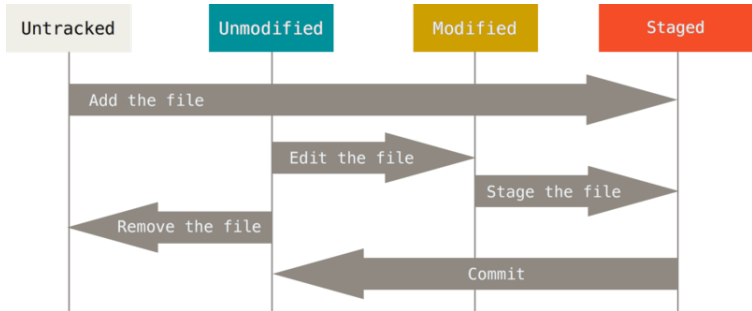 Untracked
Unmodified
Modified
Staged
Add the file
Edit the file
Stage the file
Remove the file
Commit